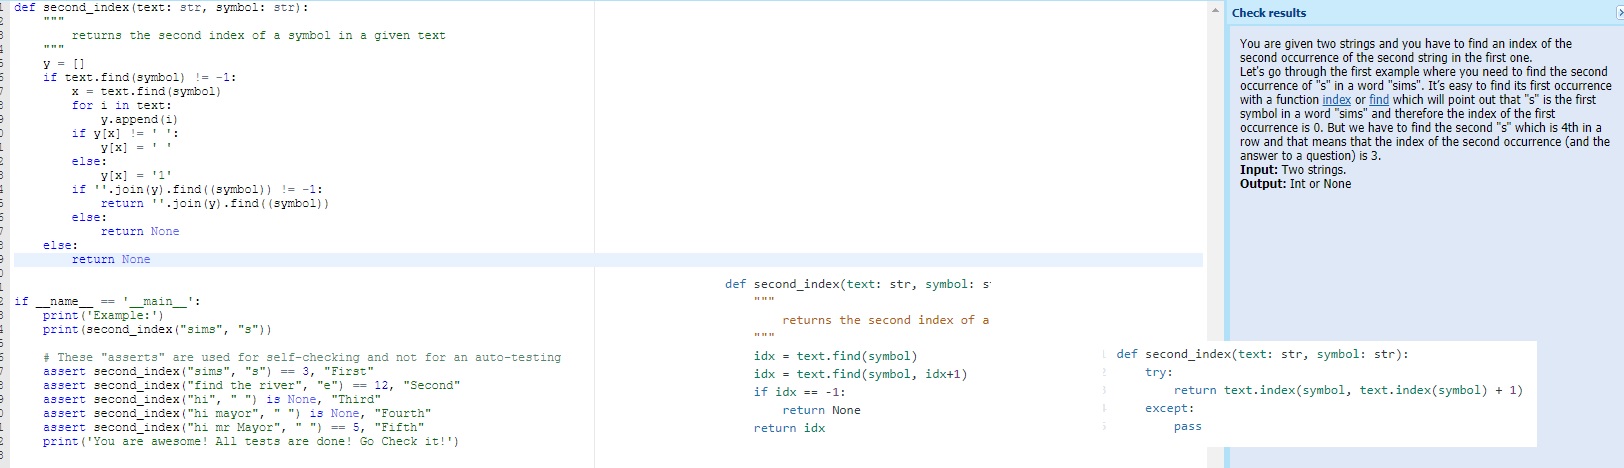 def second_index(text: str, symbol: str):
"""
returns the second index of a symbol in a given text
"""
y = []
if text.find(symbol) != -1:
x = text.find(symbol)
for i in text:
y.append(i)
if y[x] != ' ':
y[x] = ' '
else:
y[x] = '1'
if ''.join(y).find((symbol)) != -1:
return ''.join(y).find((symbol))
else:
return None
else:
return None
if __name__ == '__main__':
print('Example:')
print(second_index("sims", "s"))
# These "asserts" are used for self-checking and not for an auto-testing
assert second_index("sims", "s") == 3, "First"
assert second_index("find the river", "e") == 12, "Second"
assert second_index("hi", " ") is None, "Third"
assert second_index("hi mayor", " ") is None, "Fourth"
assert second_index("hi mr Mayor", " ") == 5, "Fifth"
print('You are awesome! All tests are done! Go Check it!')
def second_index(text: str, symbol: s
"""
returns the second index of a
"""
idx = text.find(symbol)
idx = text.find(symbol, idx+1)
if idx == -1:
return None
return idx
def second_index(text: str, symbol: str):
try:
return text.index(symbol, text.index(symbol) + 1)
except:
pass
Check results
You are given two strings and you have to find an index of the
second occurrence of the second string in the first one.
Let's go through the first example where you need to find the second
occurrence of "s" in a word "sims". It's easy to find its first occurrence
with a function index or find which will point out that "s" is the first
symbol in a word "sims" and therefore the index of the first
occurrence is 0. But we have to find the second "s" which is 4th in a
row and that means that the index of the second occurrence (and the
answer to a question) is 3.
Input: Two strings.
Output: Int or None